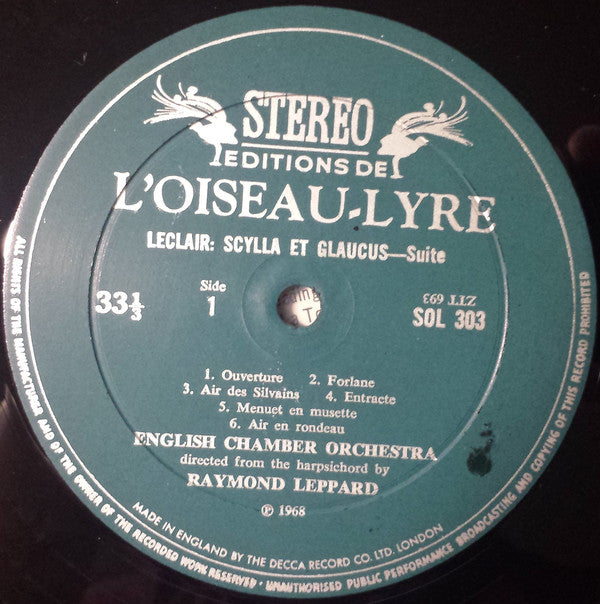 STEREO
EDITIONS DE
L'OISEAU-LYRE
LECLAIR: SCYLLA ET GLAUCUS—Suite
33⅓
Side
1
ZTT 693
SOL 303
1. Ouverture 2. Forlane
3. Air des Silvains 4. Entracte
5. Menuet en musette
6. Air en rondeau
ENGLISH CHAMBER ORCHESTRA
directed from the harpsichord by
RAYMOND LEPPARD
℗ 1968
MADE IN ENGLAND BY THE DECCA RECORD CO. LTD. LONDON
ALL RIGHTS OF THE MANUFACTURER AND OF THE OWNER OF THE RECORDED WORK RESERVED · UNAUTHORISED PUBLIC PERFORMANCE BROADCASTING AND COPYING OF THIS RECORD PROHIBITED